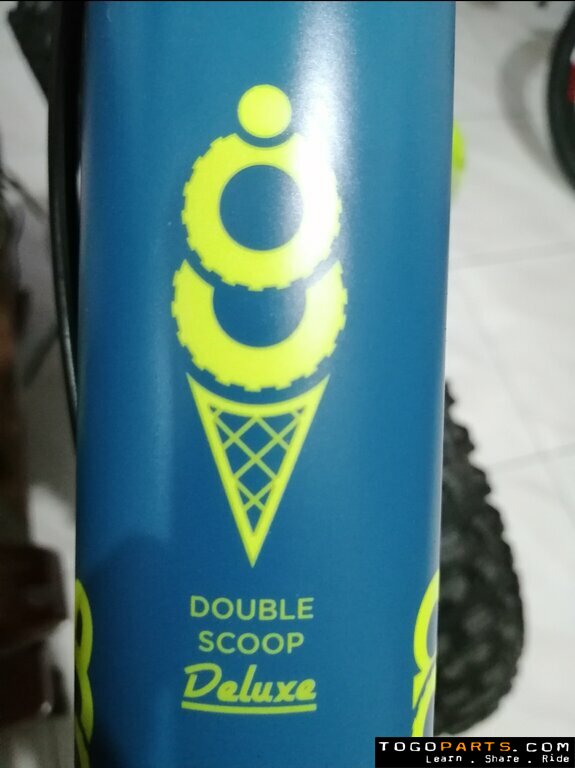 DOUBLE
SCOOP
Deluxe
TOGOPARTS.COM
Learn . Share . Ride